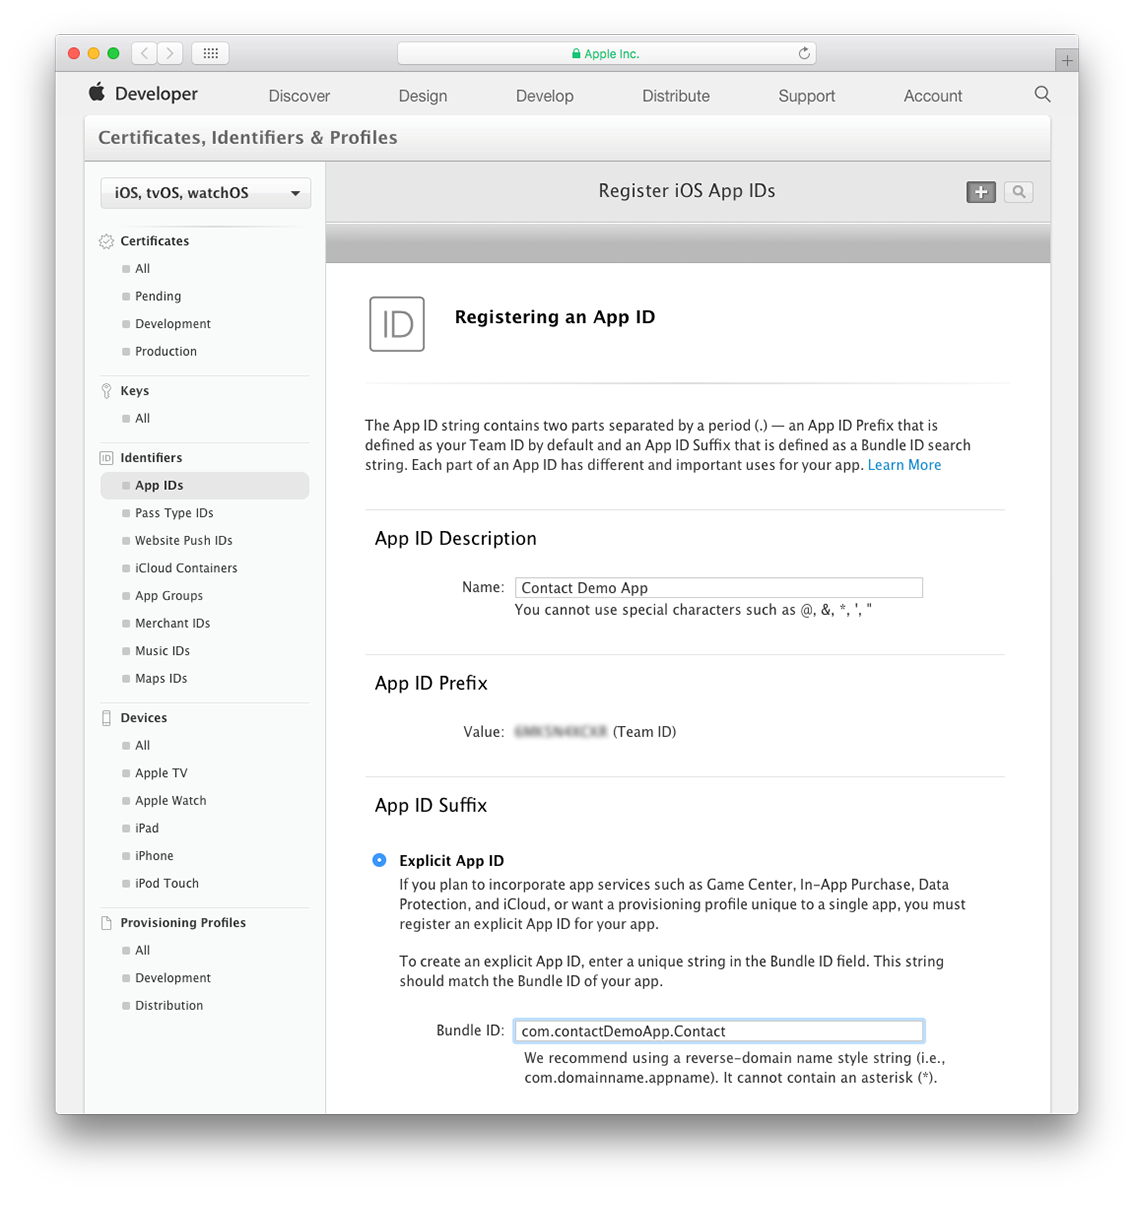 Apple Inc.
Developer
Discover
Design
Develop
Distribute
Support
Account
Certificates, Identifiers & Profiles
iOS, tvOS, watchOS
Certificates
All
Pending
Development
Production
Keys
All
ID Identifiers
App IDs
Pass Type IDs
Website Push IDs
iCloud Containers
App Groups
Merchant IDs
Music IDs
Maps IDs
Devices
All
Apple TV
Apple Watch
iPad
iPhone
iPod Touch
Provisioning Profiles
All
Development
Distribution
Register iOS App IDs
ID
Registering an App ID
The App ID string contains two parts separated by a period (.) — an App ID Prefix that is
defined as your Team ID by default and an App ID Suffix that is defined as a Bundle ID search
string. Each part of an App ID has different and important uses for your app. Learn More
App ID Description
Name: Contact Demo App
You cannot use special characters such as @, &, *, ', "
App ID Prefix
Value: (Team ID)
App ID Suffix
Explicit App ID
If you plan to incorporate app services such as Game Center, In-App Purchase, Data
Protection, and iCloud, or want a provisioning profile unique to a single app, you must
register an explicit App ID for your app.
To create an explicit App ID, enter a unique string in the Bundle ID field. This string
should match the Bundle ID of your app.
Bundle ID: com.contactDemoApp.Contact
We recommend using a reverse-domain name style string (i.e.,
com.domainname.appname). It cannot contain an asterisk (*).